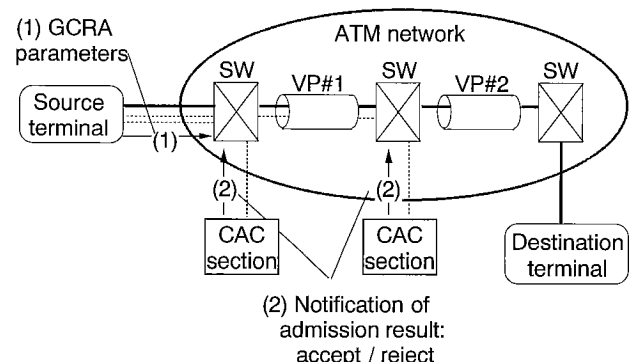 (1) GCRA
parameters
ATM network
SW
VP#1
SW
VP#2
SW
Source
terminal
(1)
(2)
(2)
CAC
section
CAC
section
Destination
terminal
(2) Notification of
admission result:
accept / reject